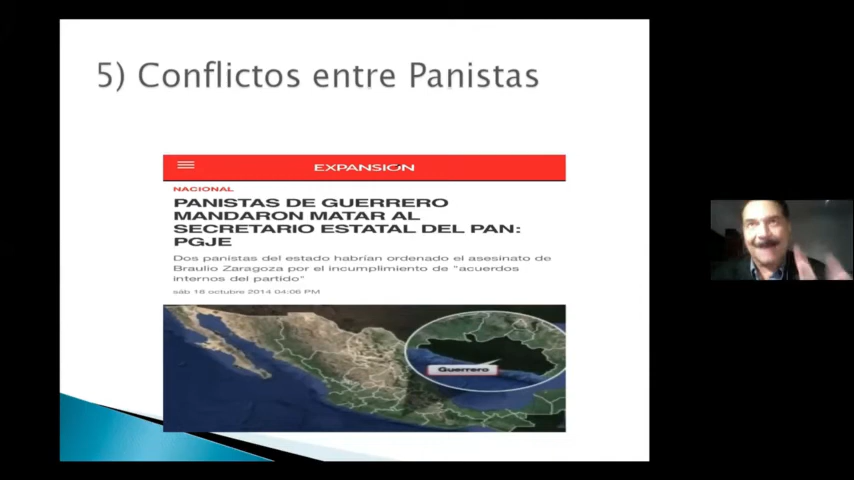 5) Conflictos entre Panistas
EXPANSIÓN
NACIONAL
PANISTAS DE GUERRERO
MANDARON MATAR AL
SECRETARIO ESTATAL DEL PAN:
PGJE
Dos panistas del estado habrían ordenado el asesinato de
Braulio Zaragoza por el incumplimiento de "acuerdos
internos del partido"
sáb 18 octubre 2014 04:06 PM
Guerrero